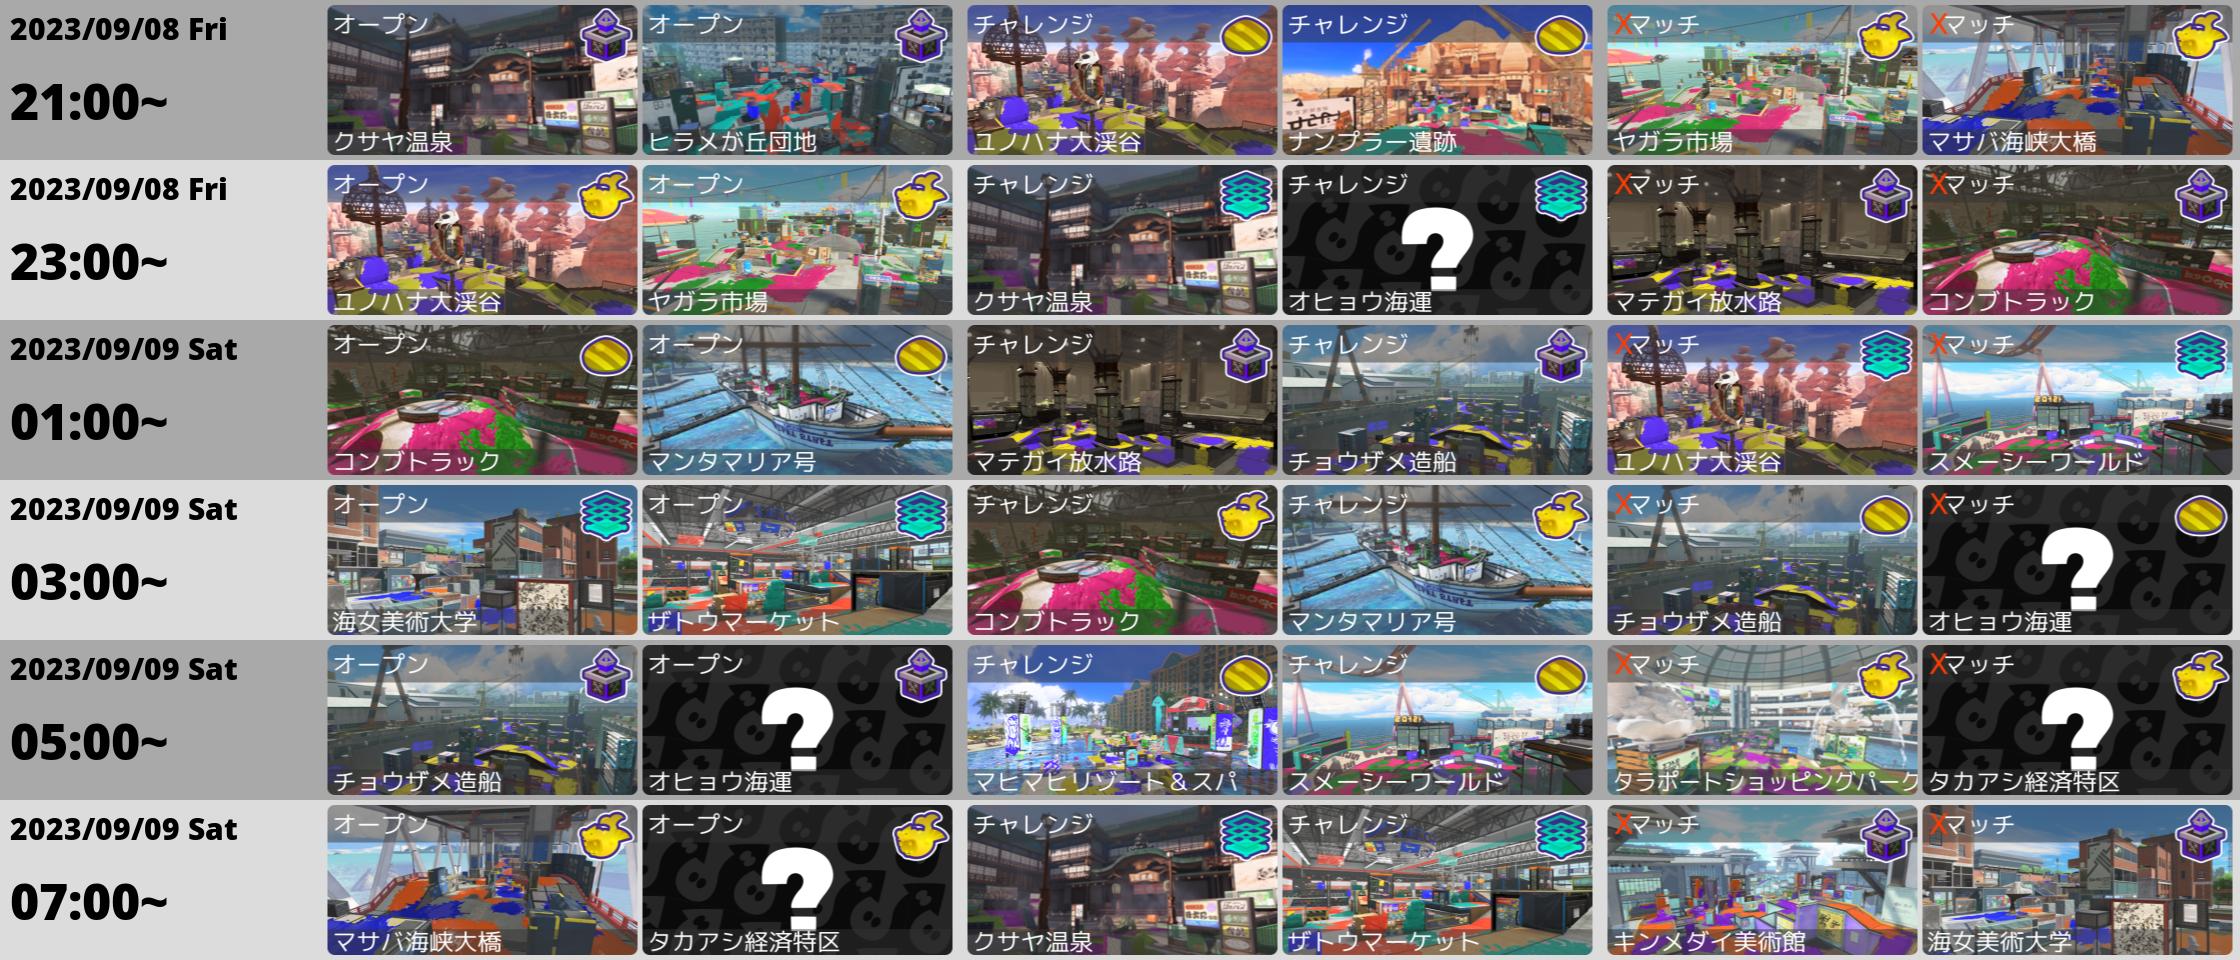 2023/09/08 Fri
21:00~
オープン
クサヤ温泉
オープン
ヒラメが丘団地
チャレンジ
ユノハナ大渓谷
チャレンジ
ナンプラー遺跡
Xマッチ
ヤガラ市場
Xマッチ
マサバ海峡大橋
2023/09/08 Fri
23:00~
オープン
ユノハナ大渓谷
オープン
ヤガラ市場
チャレンジ
クサヤ温泉
チャレンジ
?
オヒョウ海運
Xマッチ
マテガイ放水路
Xマッチ
コンブトラック
2023/09/09 Sat
01:00~
オープン
コンブトラック
オープン
マンタマリア号
チャレンジ
マテガイ放水路
チャレンジ
チョウザメ造船
Xマッチ
ユノハナ大渓谷
Xマッチ
スメーシーワールド
2023/09/09 Sat
03:00~
オープン
海女美術大学
オープン
ザトウマーケット
チャレンジ
コンブトラック
チャレンジ
マンタマリア号
Xマッチ
チョウザメ造船
Xマッチ
?
オヒョウ海運
2023/09/09 Sat
05:00~
オープン
チョウザメ造船
オープン
?
オヒョウ海運
チャレンジ
マヒマヒリゾート＆スパ
チャレンジ
スメーシーワールド
Xマッチ
タラポートショッピングパーク
Xマッチ
?
タカアシ経済特区
2023/09/09 Sat
07:00~
オープン
マサバ海峡大橋
オープン
?
タカアシ経済特区
チャレンジ
クサヤ温泉
チャレンジ
ザトウマーケット
Xマッチ
キンメダイ美術館
Xマッチ
海女美術大学